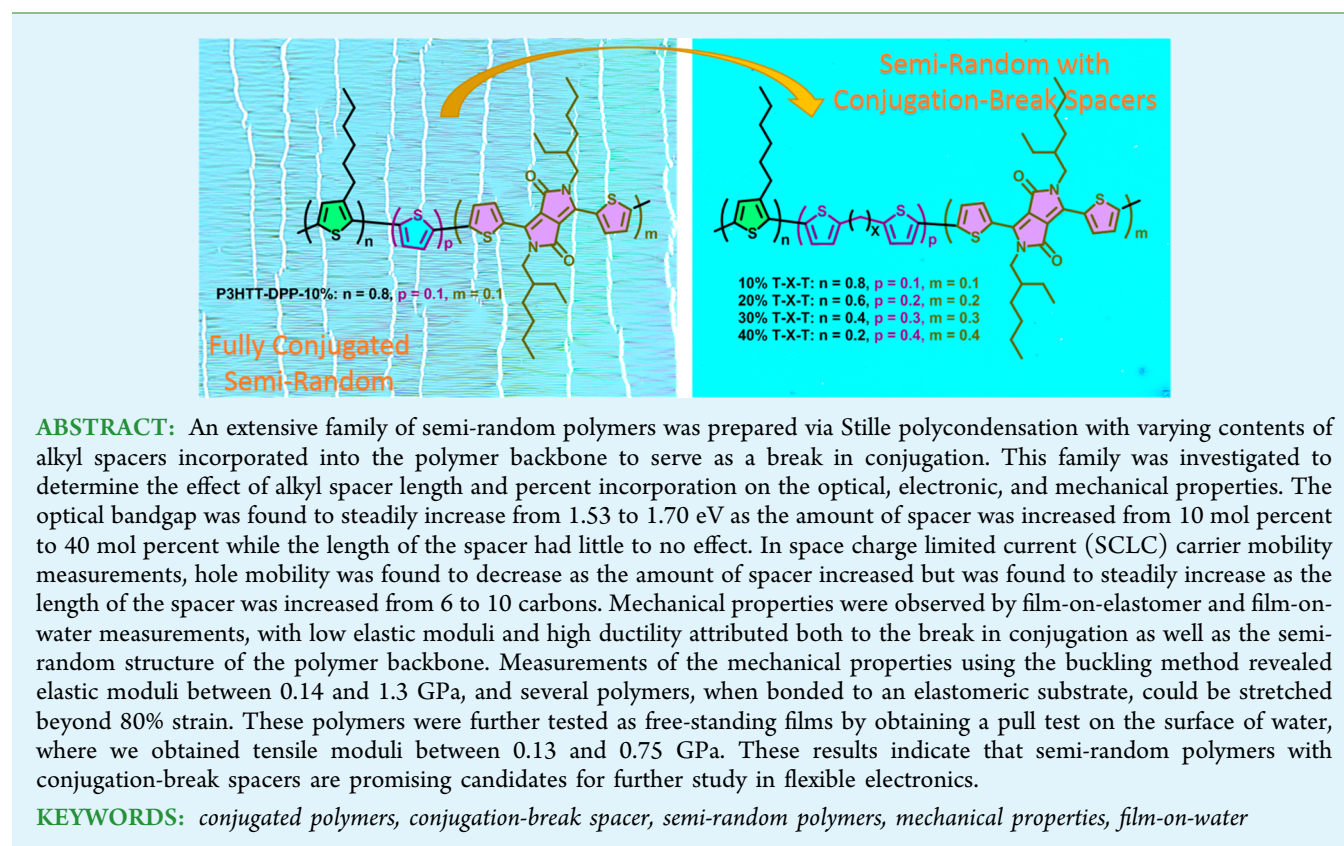 Semi-Random with
Conjugation-Break Spacers
S
n
S
p
S
O
N
S
N
O
m
S
n
S
X
S
p
S
O
N
S
N
O
m
P3HTT-DPP-10%: n = 0.8, p = 0.1, m = 0.1
Fully Conjugated
Semi-Random
10% T-X-T: n = 0.8, p = 0.1, m = 0.1
20% T-X-T: n = 0.6, p = 0.2, m = 0.2
30% T-X-T: n = 0.4, p = 0.3, m = 0.3
40% T-X-T: n = 0.2, p = 0.4, m = 0.4
ABSTRACT: An extensive family of semi-random polymers was prepared via Stille polycondensation with varying contents of
alkyl spacers incorporated into the polymer backbone to serve as a break in conjugation. This family was investigated to
determine the effect of alkyl spacer length and percent incorporation on the optical, electronic, and mechanical properties. The
optical bandgap was found to steadily increase from 1.53 to 1.70 eV as the amount of spacer was increased from 10 mol percent
to 40 mol percent while the length of the spacer had little to no effect. In space charge limited current (SCLC) carrier mobility
measurements, hole mobility was found to decrease as the amount of spacer increased but was found to steadily increase as the
length of the spacer was increased from 6 to 10 carbons. Mechanical properties were observed by film-on-elastomer and film-on-
water measurements, with low elastic moduli and high ductility attributed both to the break in conjugation as well as the semi-
random structure of the polymer backbone. Measurements of the mechanical properties using the buckling method revealed
elastic moduli between 0.14 and 1.3 GPa, and several polymers, when bonded to an elastomeric substrate, could be stretched
beyond 80% strain. These polymers were further tested as free-standing films by obtaining a pull test on the surface of water,
where we obtained tensile moduli between 0.13 and 0.75 GPa. These results indicate that semi-random polymers with
conjugation-break spacers are promising candidates for further study in flexible electronics.
KEYWORDS: conjugated polymers, conjugation-break spacer, semi-random polymers, mechanical properties, film-on-water